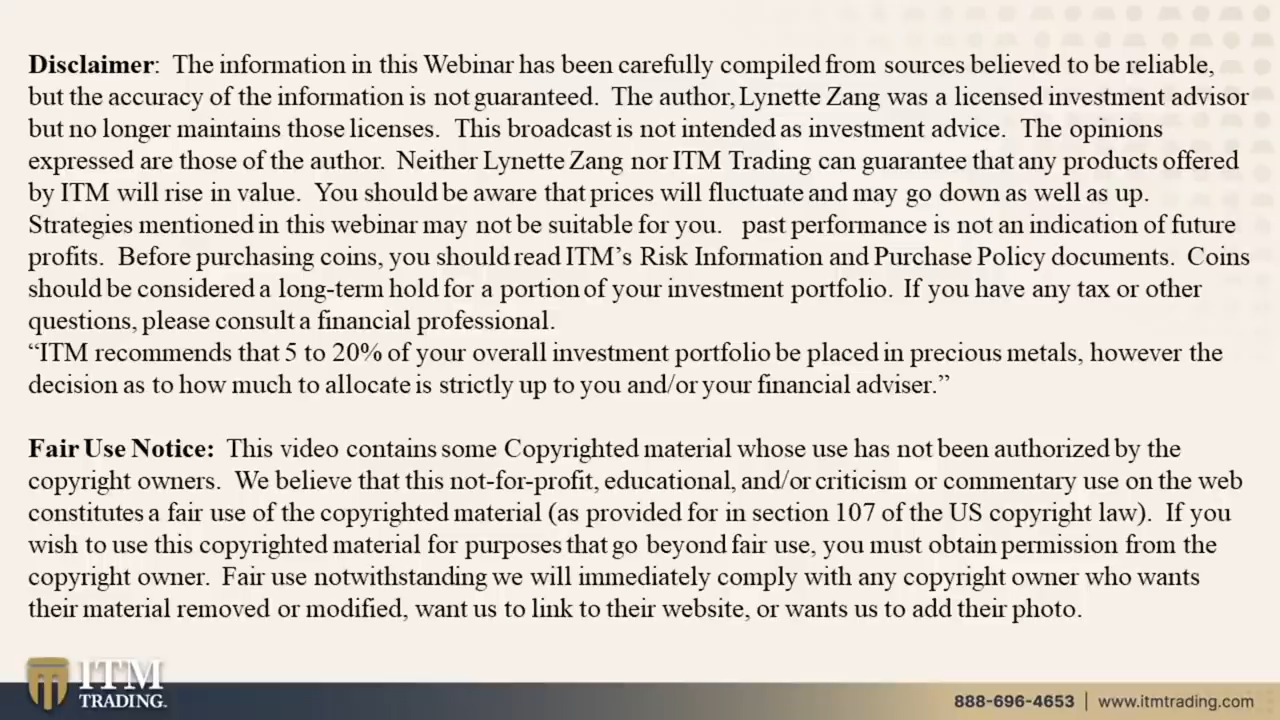 Disclaimer: The information in this Webinar has been carefully compiled from sources believed to be reliable,
but the accuracy of the information is not guaranteed. The author, Lynette Zang was a licensed investment advisor
but no longer maintains those licenses. This broadcast is not intended as investment advice. The opinions
expressed are those of the author. Neither Lynette Zang nor ITM Trading can guarantee that any products offered
by ITM will rise in value. You should be aware that prices will fluctuate and may go down as well as up.
Strategies mentioned in this webinar may not be suitable for you. past performance is not an indication of future
profits. Before purchasing coins, you should read ITM's Risk Information and Purchase Policy documents. Coins
should be considered a long-term hold for a portion of your investment portfolio. If you have any tax or other
questions, please consult a financial professional.
“ITM recommends that 5 to 20% of your overall investment portfolio be placed in precious metals, however the
decision as to how much to allocate is strictly up to you and/or your financial adviser.”
Fair Use Notice: This video contains some Copyrighted material whose use has not been authorized by the
copyright owners. We believe that this not-for-profit, educational, and/or criticism or commentary use on the web
constitutes a fair use of the copyrighted material (as provided for in section 107 of the US copyright law). If you
wish to use this copyrighted material for purposes that go beyond fair use, you must obtain permission from the
copyright owner. Fair use notwithstanding we will immediately comply with any copyright owner who wants
their material removed or modified, want us to link to their website, or wants us to add their photo.
ITM
TRADING.
888-696-4653 | www.itmtrading.com